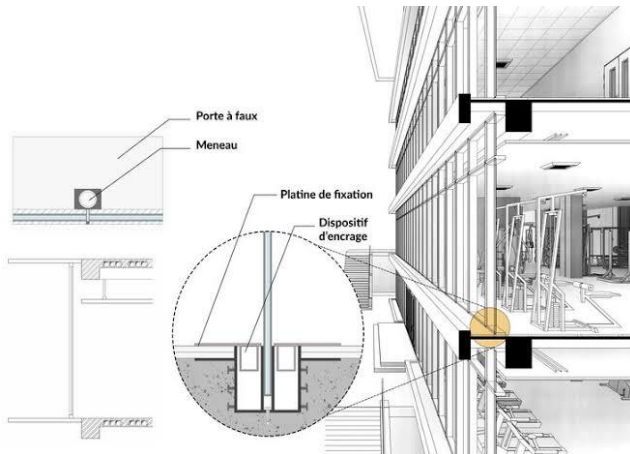 Porte à faux
Meneau
Platine de fixation
Dispositif
d'encrage